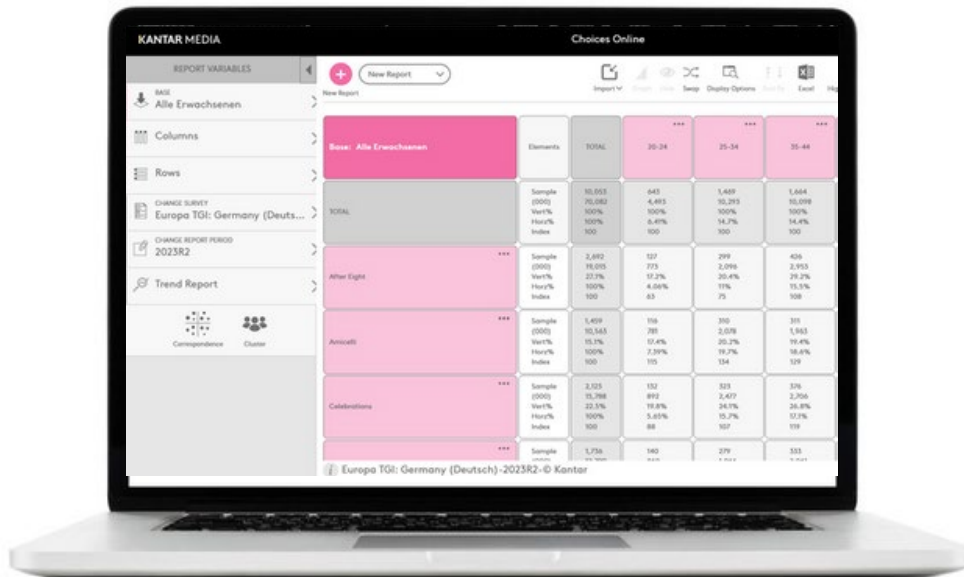 KANTAR MEDIA
Choices Online
REPORT VARIABLES
BASE
Alle Erwachsenen
Columns
Rows
CHANGE SURVEY
Europa TGI: Germany (Deuts...
CHANGE REPORT PERIOD
2023R2
Trend Report
Correspondence Cluster
New Report
New Report
Import Swap Display Options Excel
Base: Alle Erwachsenen Elements TOTAL 20-24 25-34 35-44
TOTAL
Sample 10,053 643 1,469 1,664
(000) 70,082 4,493 10,293 10,098
Vert% 100% 100% 100% 100%
Horz% 100% 6.41% 14.7% 14.4%
Index 100 100 100 100
After Eight
Sample 2,692 127 299 426
(000) 19,015 773 2,096 2,953
Vert% 27.1% 17.2% 20.4% 29.2%
Horz% 100% 4.06% 11% 15.5%
Index 100 63 75 108
Amicelli
Sample 1,459 116 310 311
(000) 10,563 781 2,078 1,963
Vert% 15.1% 17.4% 20.2% 19.4%
Horz% 100% 7.39% 19.7% 18.6%
Index 100 115 134 129
Celebrations
Sample 2,123 132 323 376
(000) 15,788 892 2,477 2,706
Vert% 22.5% 19.8% 24.1% 26.8%
Horz% 100% 5.65% 15.7% 17.1%
Index 100 88 107 119
Sample 1,736 140 279 333
Europa TGI: Germany (Deutsch)-2023R2-© Kantar